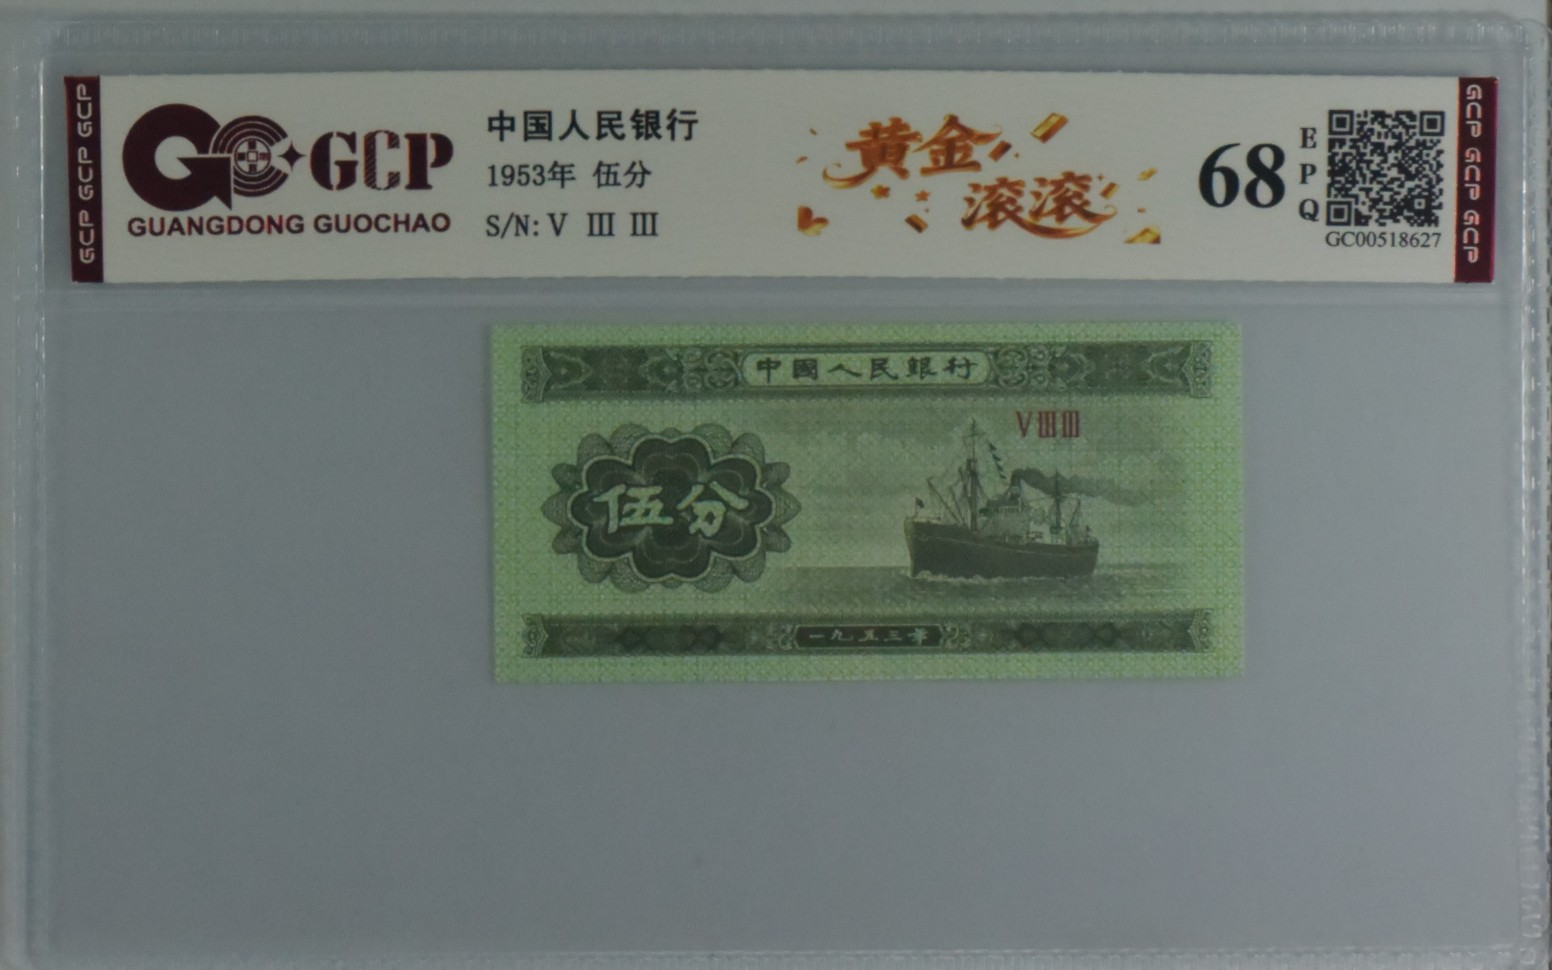 GCP GCP GCP
GCP
GUANGDONG GUOCHAO
中国人民银行
1953年 伍分
S/N: V III III
黄金
滚滚
68
E
P
Q
GC00518627
GCP GCP GCP
中國人民銀行
V III III
伍分
一九五三年